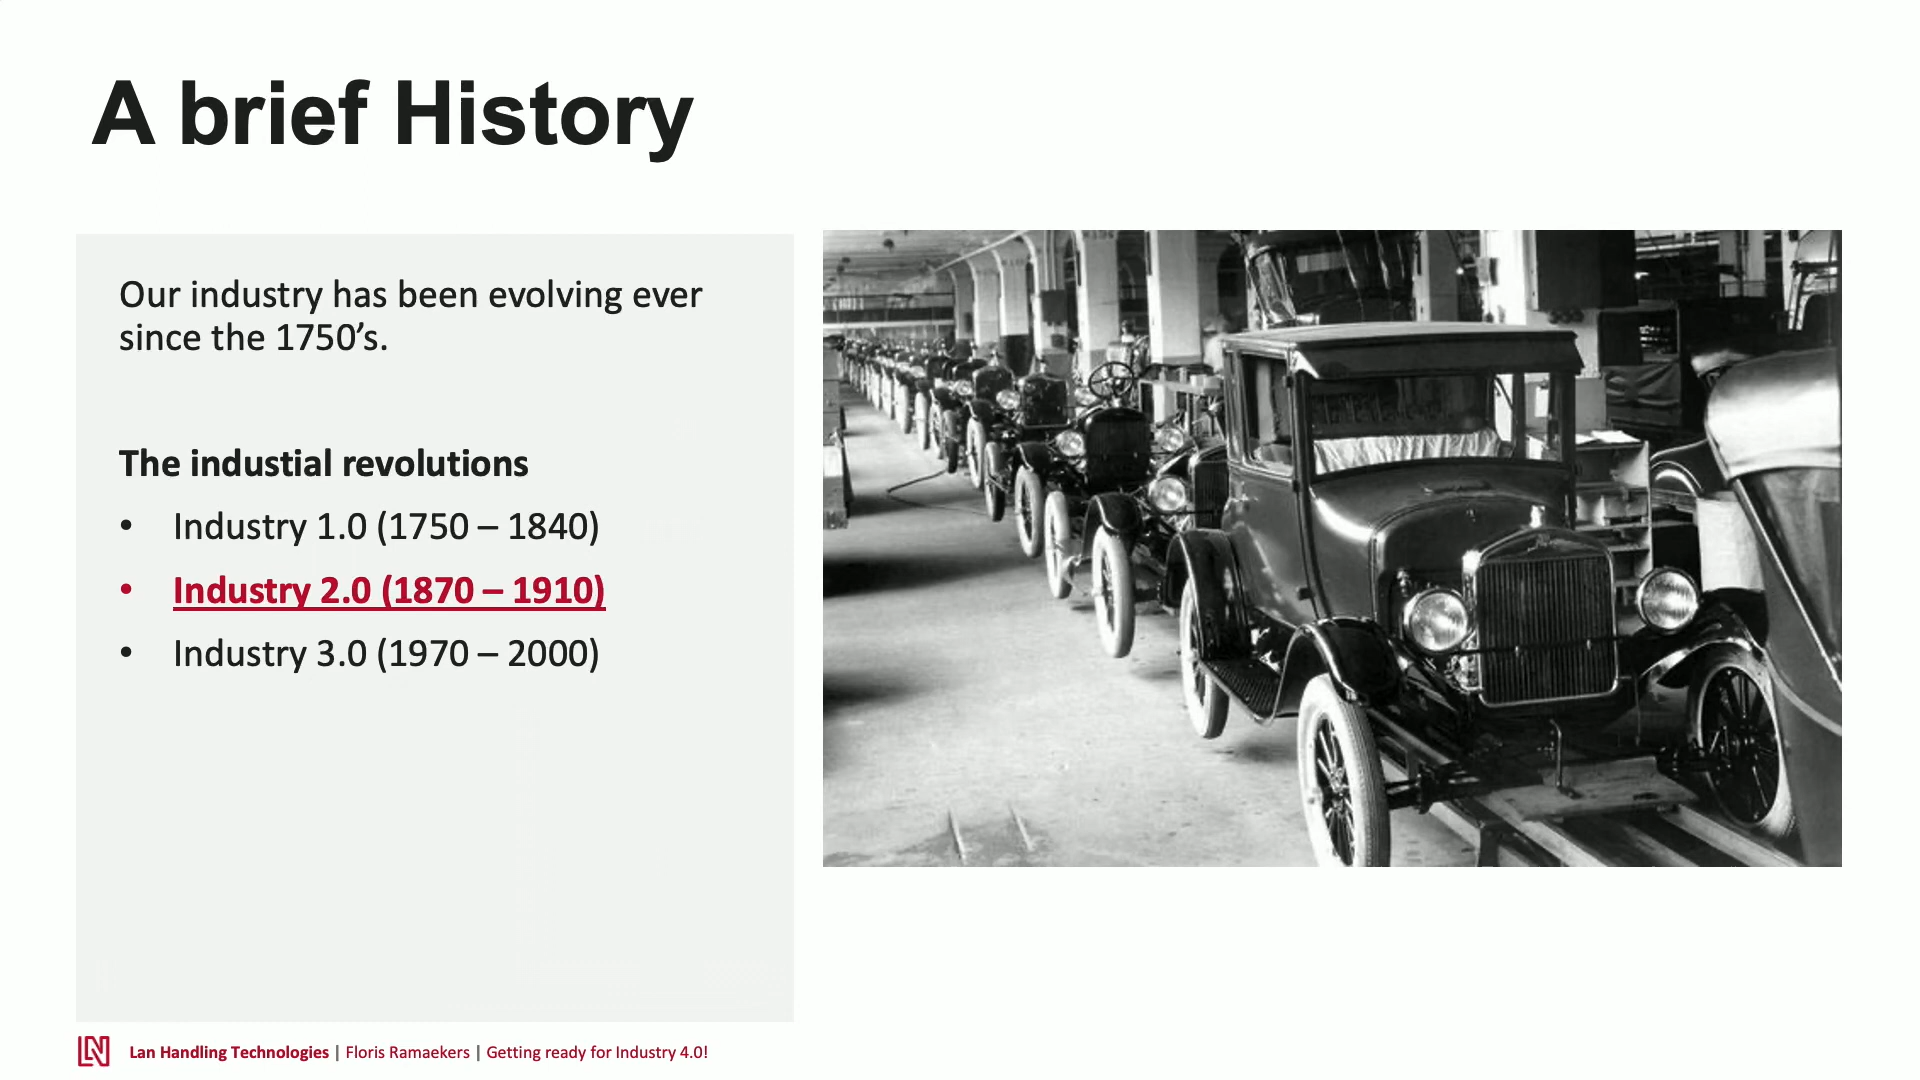 A brief History
Our industry has been evolving ever
since the 1750’s.
The industial revolutions
• Industry 1.0 (1750 – 1840)
• Industry 2.0 (1870 – 1910)
• Industry 3.0 (1970 – 2000)
LN Lan Handling Technologies | Floris Ramaekers | Getting ready for Industry 4.0!